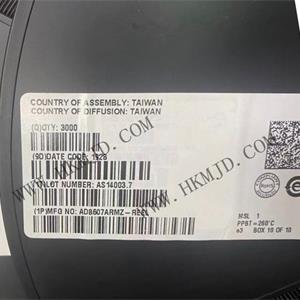 COUNTRY OF ASSEMBLY: TAIWAN
COUNTRY OF DIFFUSION: TAIWAN
(Q)QTY: 3000
(9D)DATE CODE: 1928
LOT NUMBER: AS14003.7
(1P)MFG NO: AD8607ARMZ-REEL
MSL 1
PPBT=260°C
e3 BOX 10 OF 10
WWW.HKMJD.COM